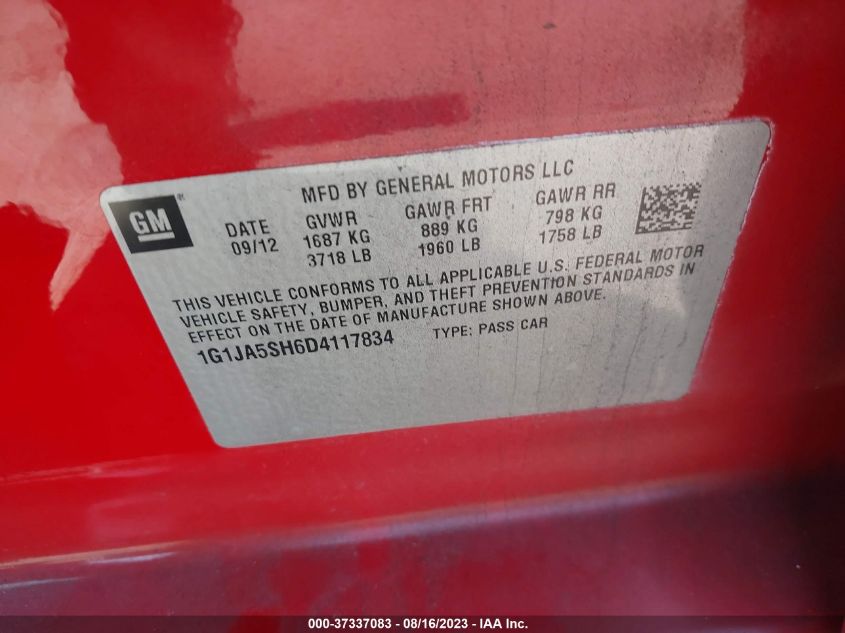 MFD BY GENERAL MOTORS LLC
GM ®
DATE GVWR GAWR FRT GAWR RR
09/12 1687 KG 889 KG 798 KG
3718 LB 1960 LB 1758 LB
THIS VEHICLE CONFORMS TO ALL APPLICABLE U.S. FEDERAL MOTOR
VEHICLE SAFETY, BUMPER, AND THEFT PREVENTION STANDARDS IN
EFFECT ON THE DATE OF MANUFACTURE SHOWN ABOVE.
1G1JA5SH6D4117834 TYPE: PASS CAR
000-37337083 - 08/16/2023 - IAA Inc.